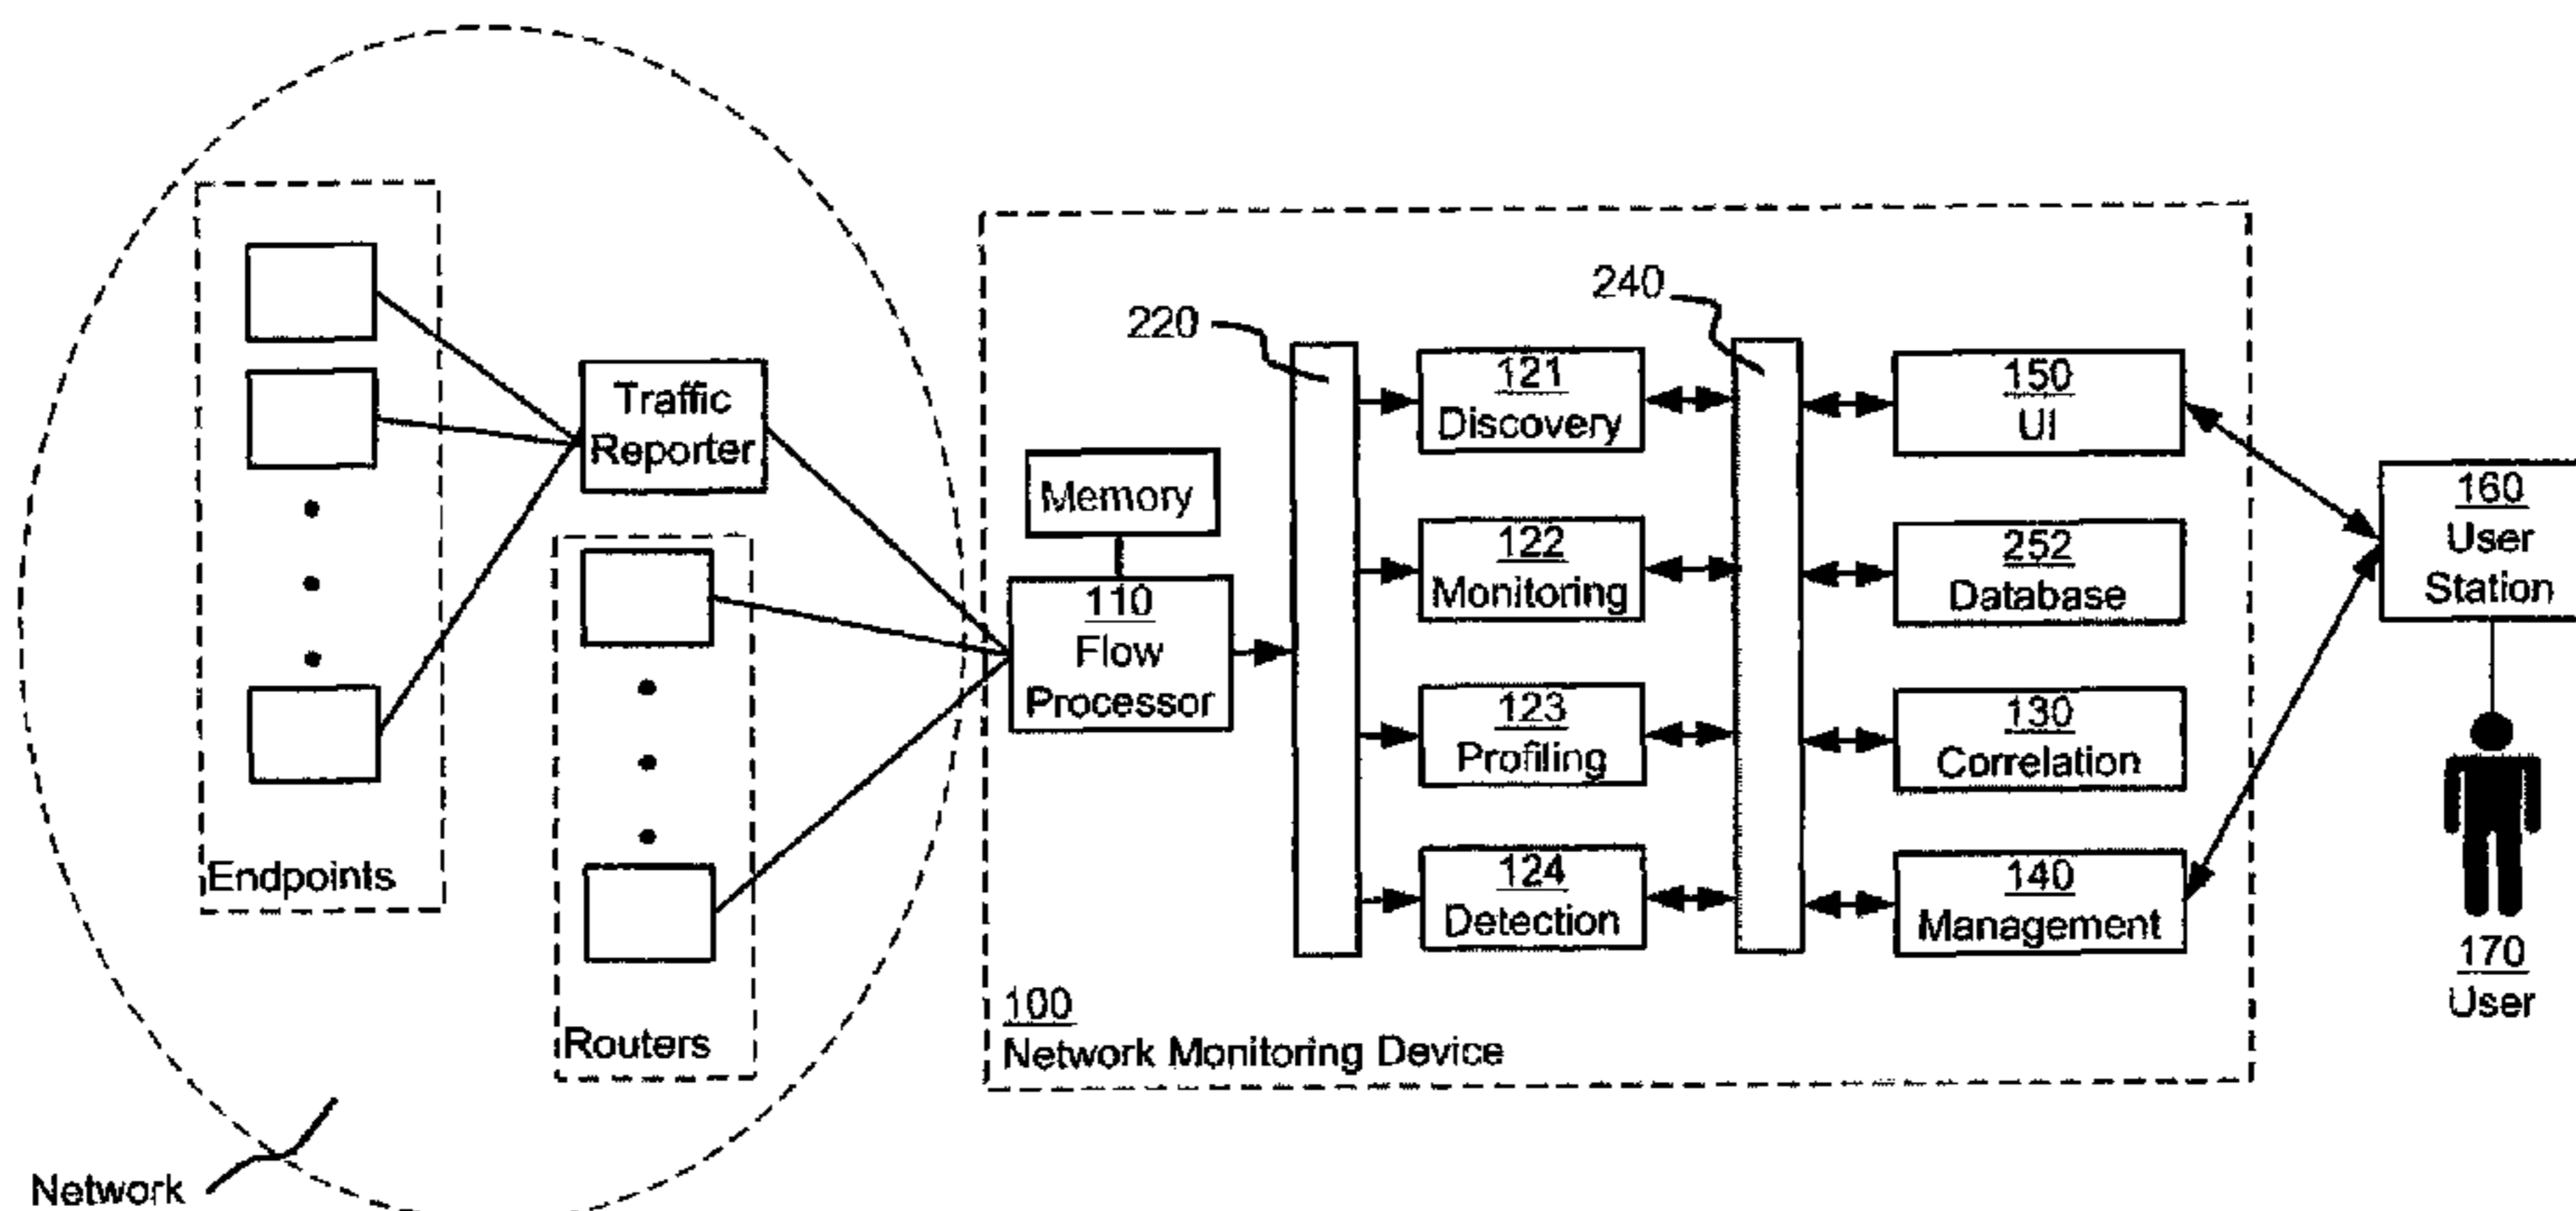 Endpoints
Traffic
Reporter
Routers
Network
Memory
110
Flow
Processor
220
240
121
Discovery
122
Monitoring
123
Profiling
124
Detection
150
UI
252
Database
130
Correlation
140
Management
100
Network Monitoring Device
160
User
Station
170
User